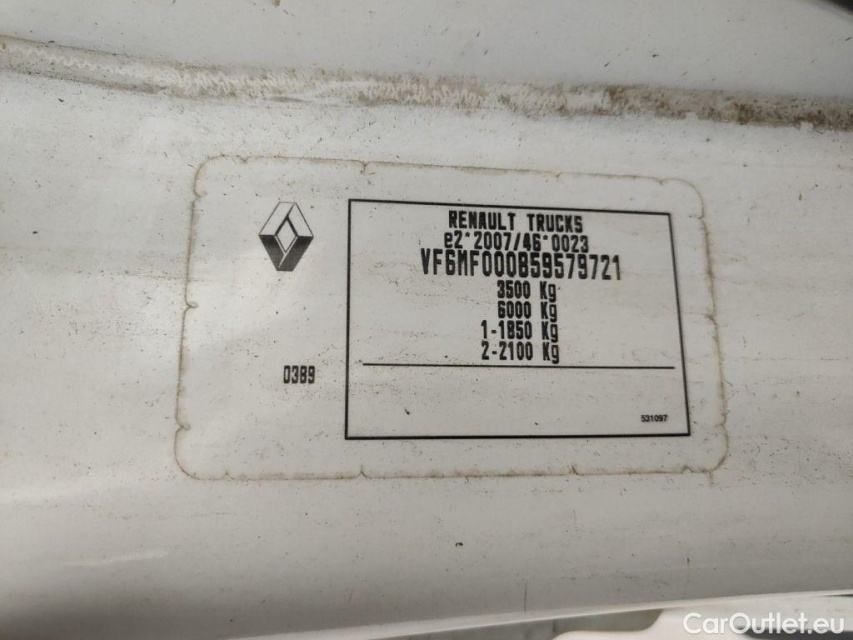 RENAULT TRUCKS
e2*2007/46*0023
VF6MF000859579721
3500 Kg
6000 Kg
1-1850 Kg
2-2100 Kg
0389
531097
CarOutlet.eu